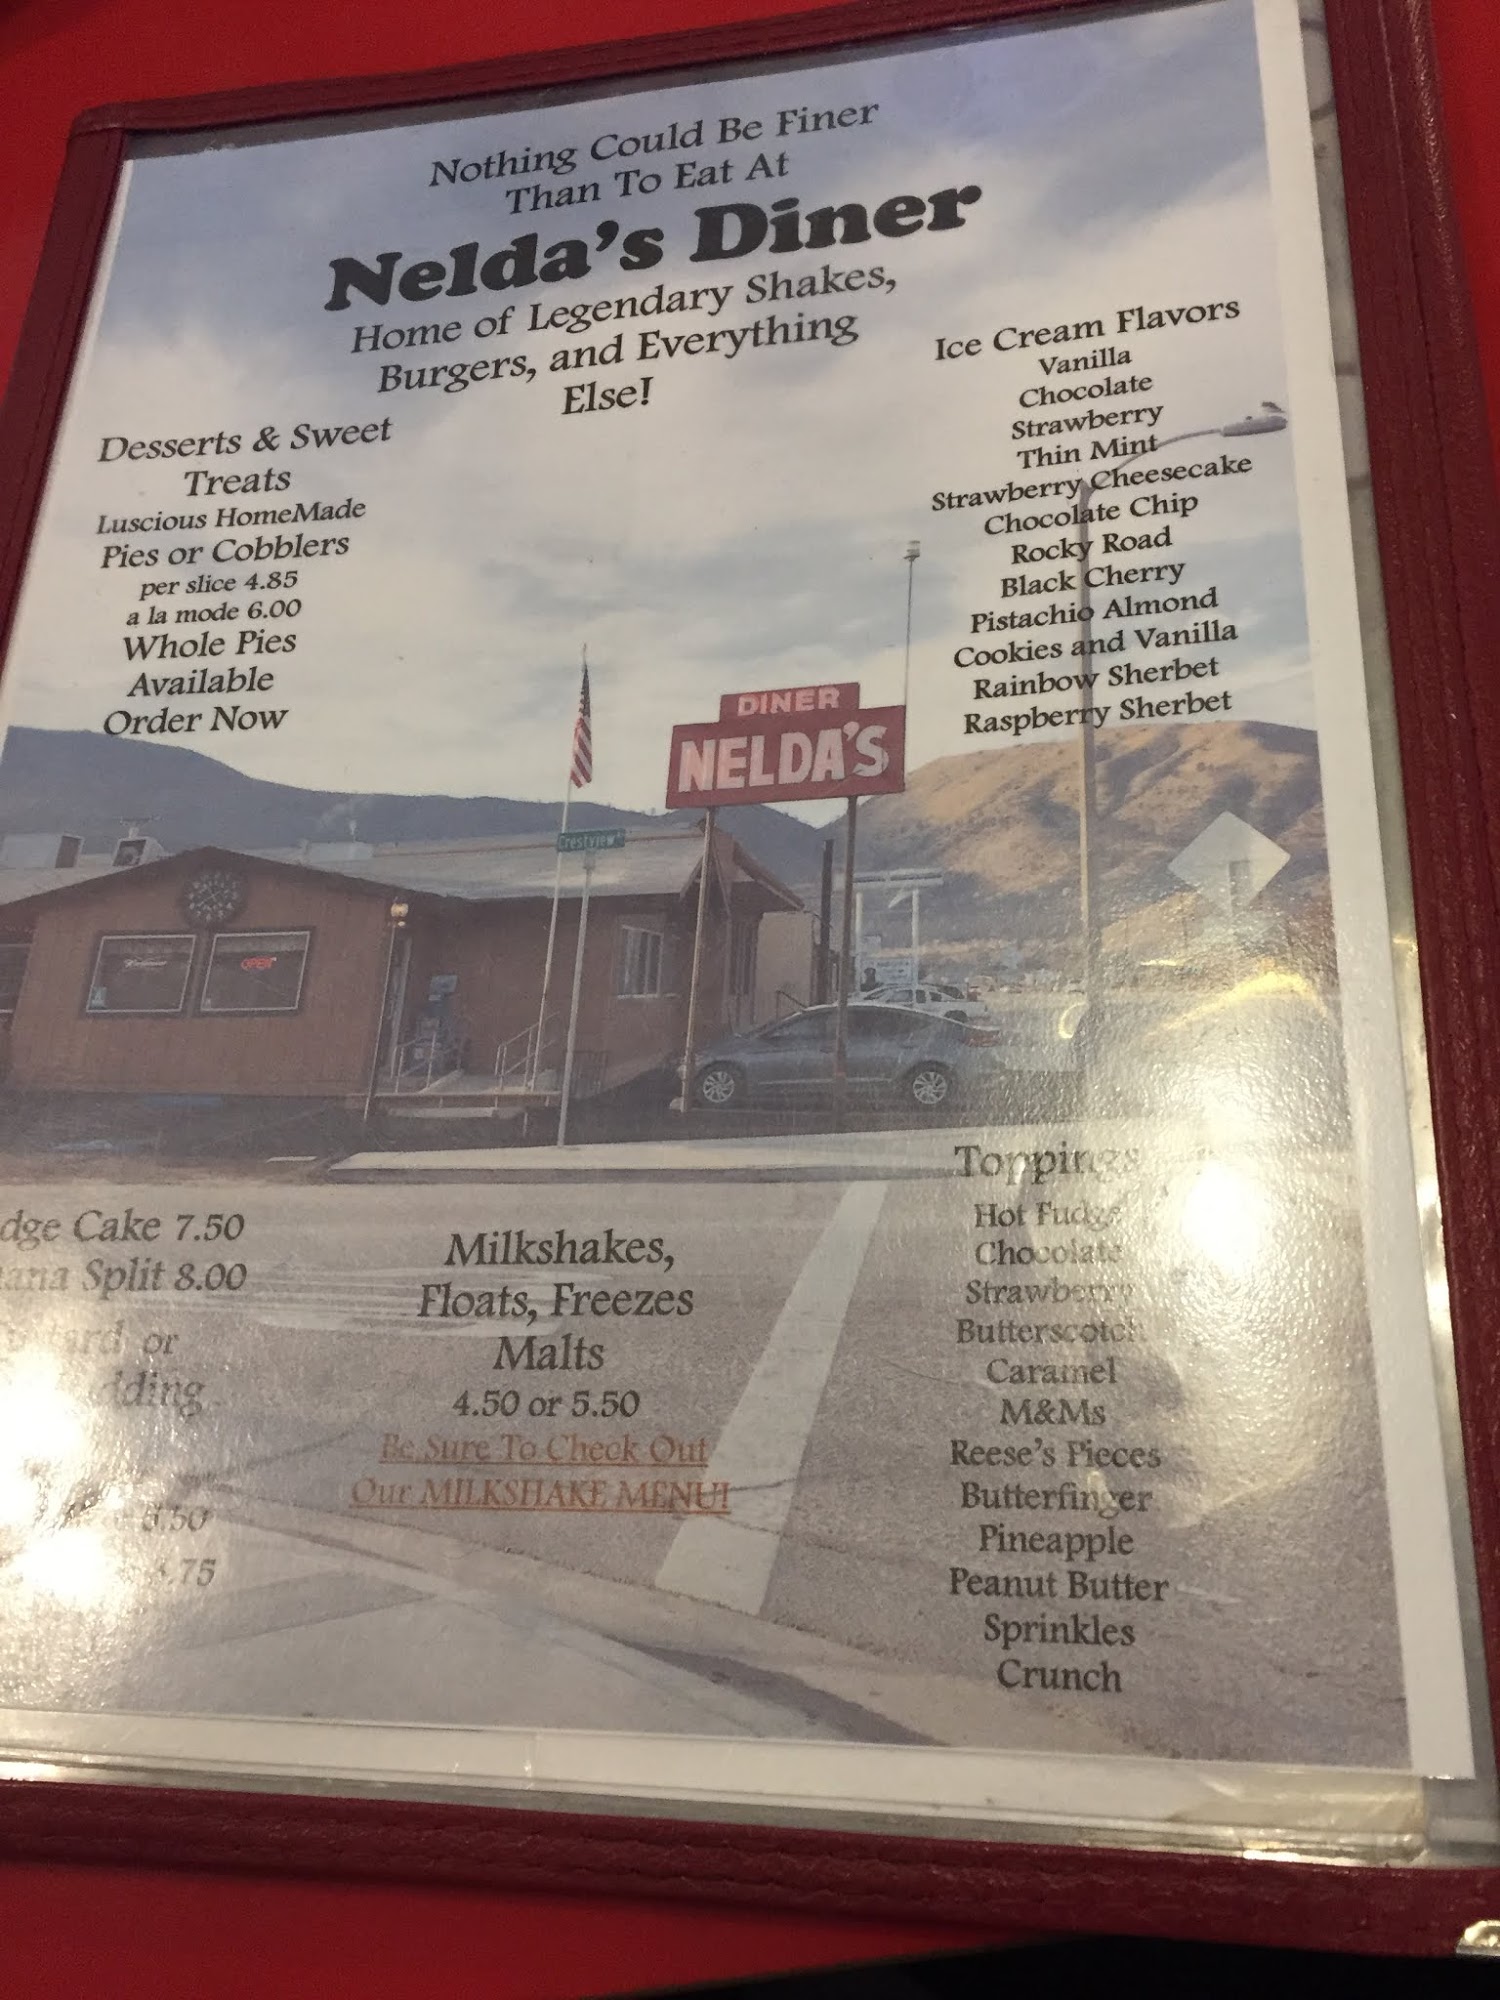 Nothing Could Be Finer
Than To Eat At
Nelda's Diner
Home of Legendary Shakes,
Burgers, and Everything
Else!
Desserts & Sweet
Treats
Luscious HomeMade
Pies or Cobblers
per slice 4.85
a la mode 6.00
Whole Pies
Available
Order Now
Ice Cream Flavors
Vanilla
Chocolate
Strawberry
Thin Mint
Strawberry Cheesecake
Chocolate Chip
Rocky Road
Black Cherry
Pistachio Almond
Cookies and Vanilla
Rainbow Sherbet
Raspberry Sherbet
DINER
NELDA'S
Crestview
OPEN
dge Cake 7.50
ana Split 8.00
or
dding
.75
Milkshakes,
Floats, Freezes
Malts
4.50 or 5.50
Be Sure To Check Out
Our MILKSHAKE MENU!
Toppings
Hot Fudge
Chocolate
Strawberry
Butterscotch
Caramel
M&Ms
Reese's Pieces
Butterfinger
Pineapple
Peanut Butter
Sprinkles
Crunch